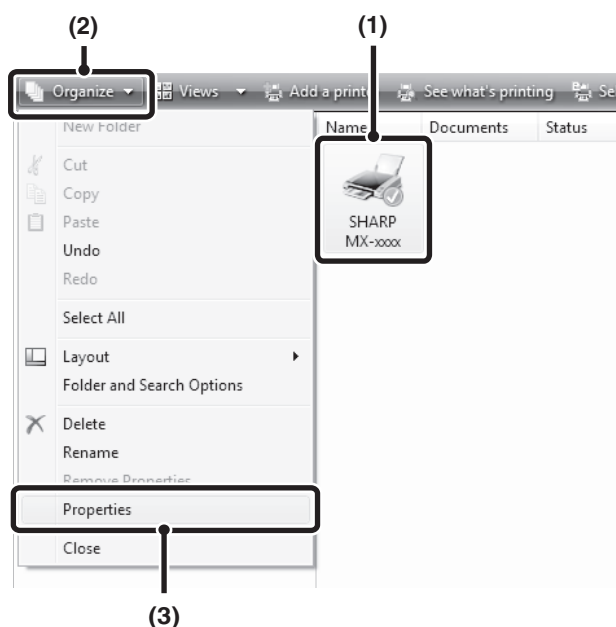 (2) (1)
Organize Views Add a printe See what's printing Se
New Folder
Name Documents Status
Cut
Copy
Paste
Undo
Redo
Select All
Layout
Folder and Search Options
Delete
Rename
Remove Properties
Properties
Close
SHARP
MX-xxxx
(3)